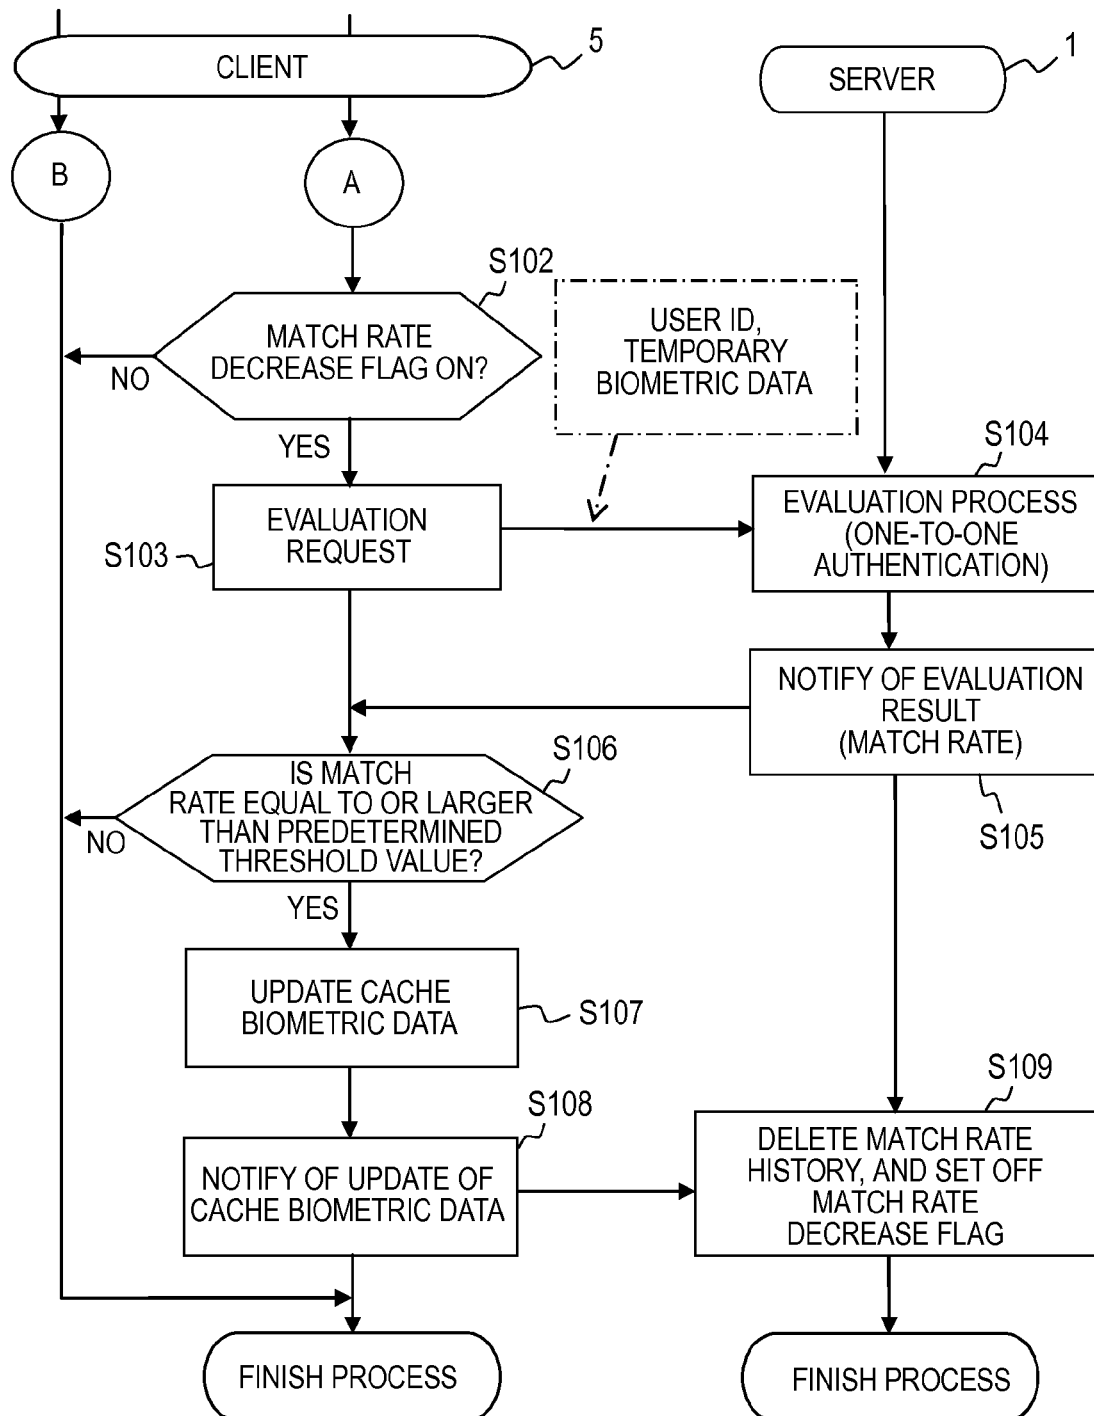 CLIENT
5
SERVER
1
B
A
S102
MATCH RATE
DECREASE FLAG ON?
NO
YES
USER ID,
TEMPORARY
BIOMETRIC DATA
EVALUATION
REQUEST
S103
S104
EVALUATION PROCESS
(ONE-TO-ONE
AUTHENTICATION)
NOTIFY OF EVALUATION
RESULT
(MATCH RATE)
S105
S106
IS MATCH
RATE EQUAL TO OR LARGER
THAN PREDETERMINED
THRESHOLD VALUE?
NO
YES
UPDATE CACHE
BIOMETRIC DATA
S107
S108
NOTIFY OF UPDATE OF
CACHE BIOMETRIC DATA
S109
DELETE MATCH RATE
HISTORY, AND SET OFF
MATCH RATE
DECREASE FLAG
FINISH PROCESS
FINISH PROCESS